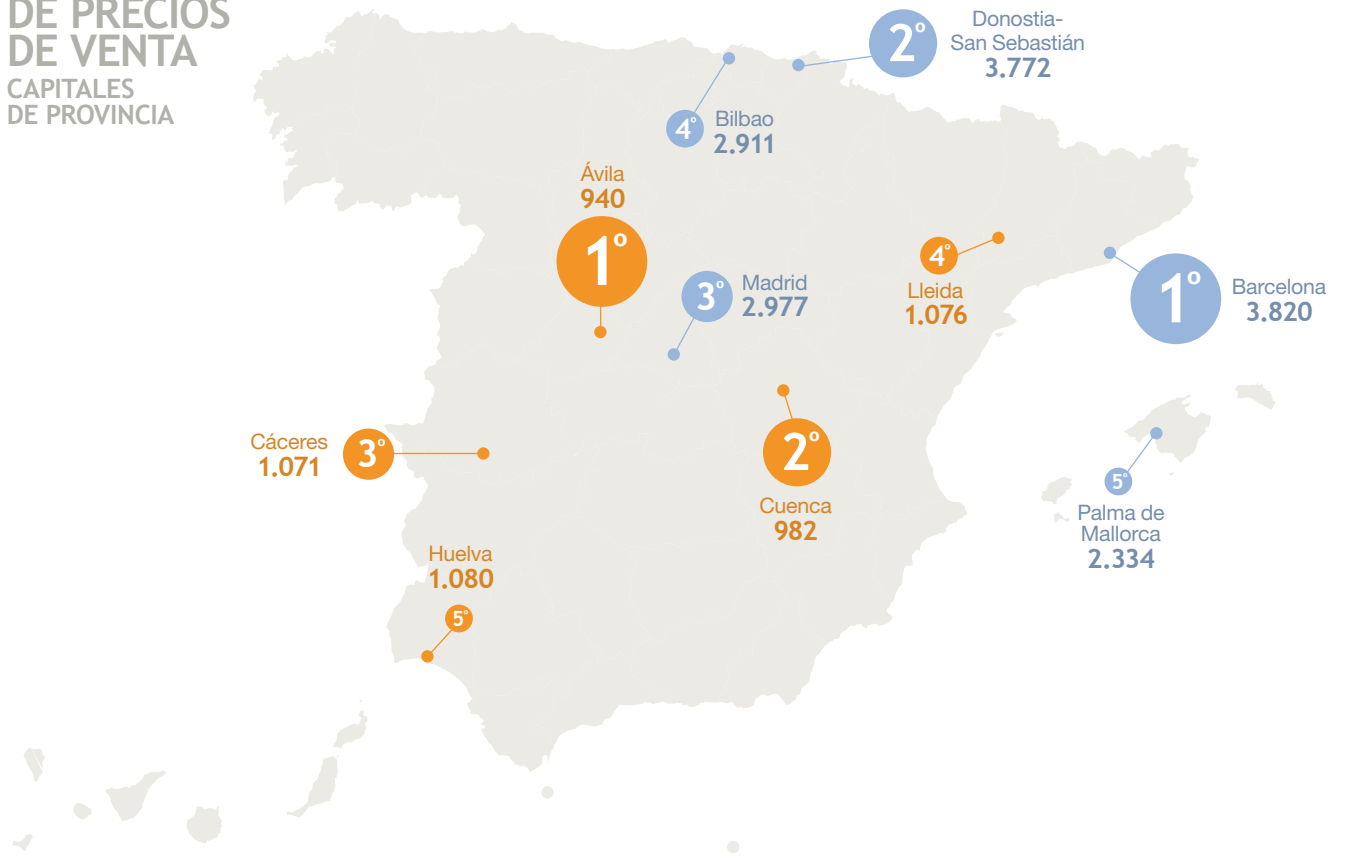 DE PRECIOS
DE VENTA
CAPITALES
DE PROVINCIA
2º
Donostia-
San Sebastián
3.772
4º
Bilbao
2.911
Ávila
940
1º
3º
Madrid
2.977
4º
Lleida
1.076
1º
Barcelona
3.820
Cáceres
1.071
3º
2º
Cuenca
982
5º
Palma de
Mallorca
2.334
Huelva
1.080
5º